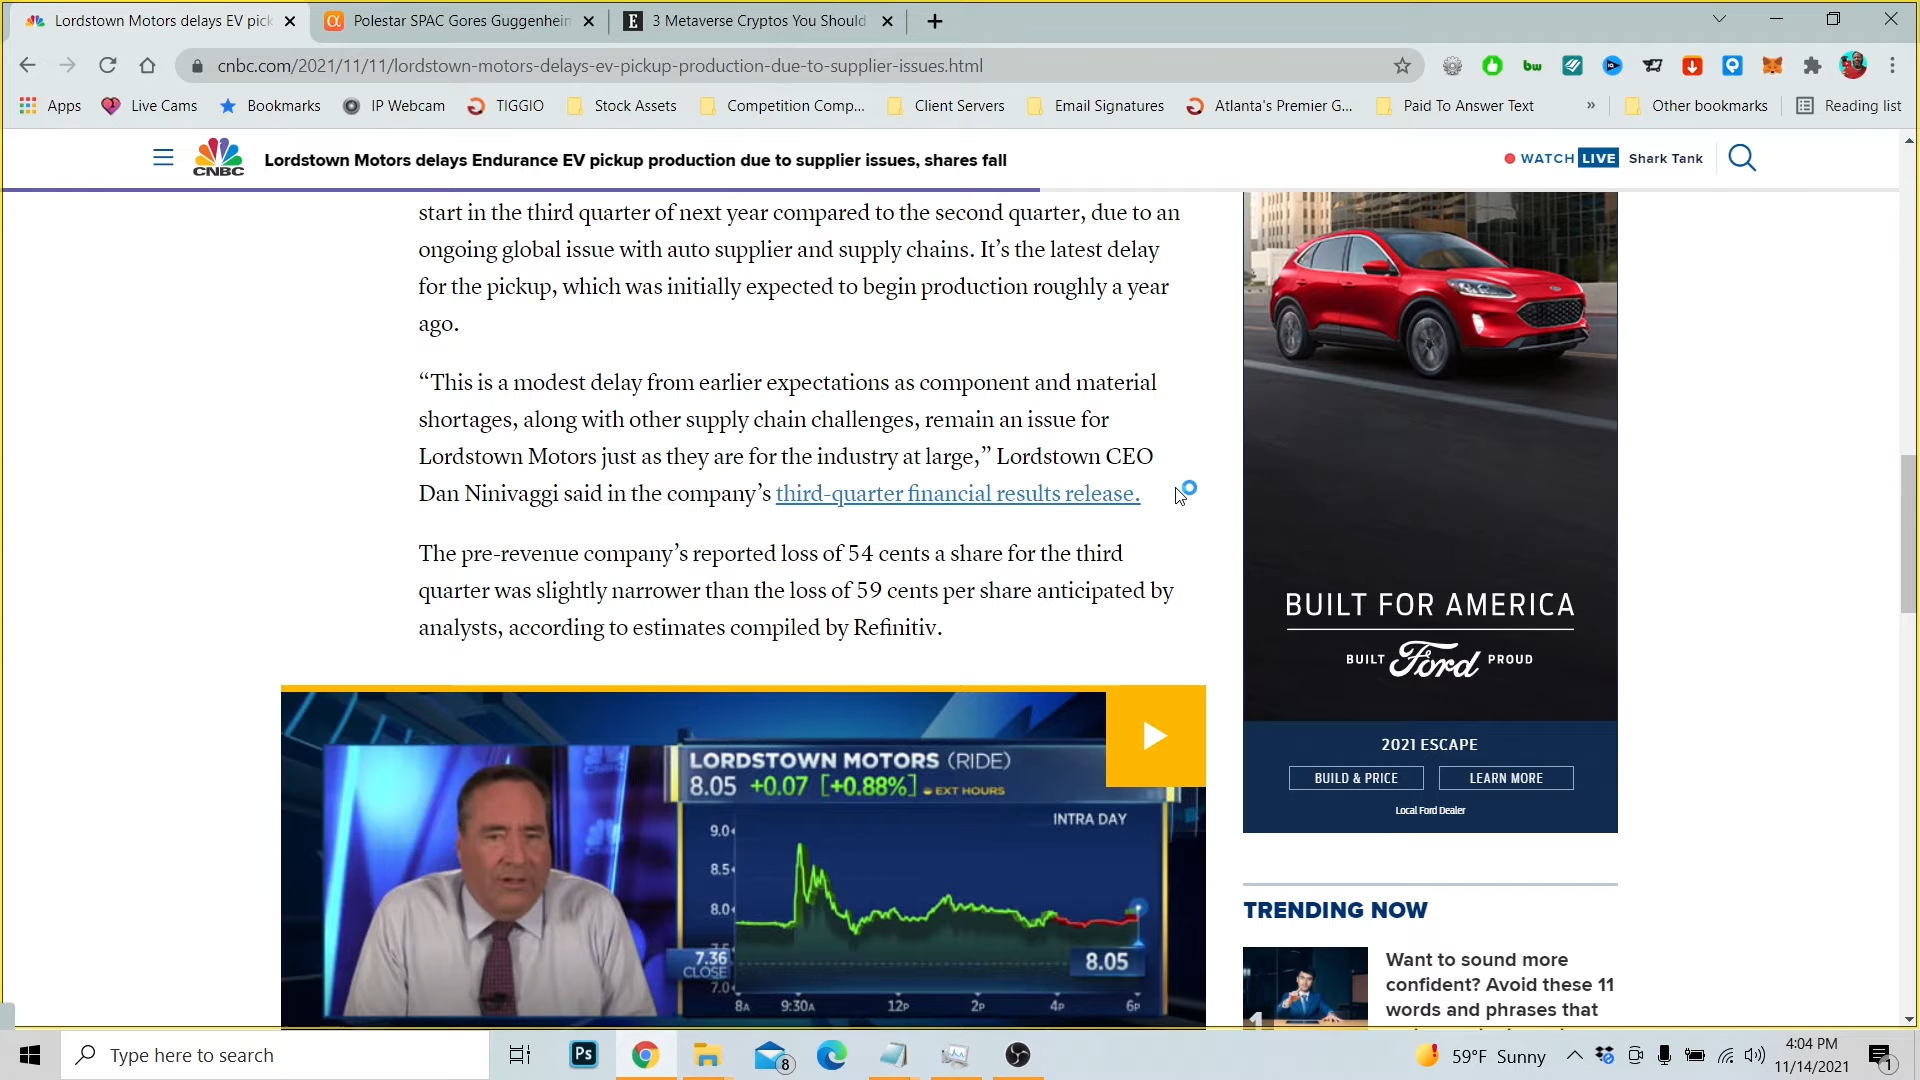 Lordstown Motors delays EV pick
Polestar SPAC Gores Guggenheim
3 Metaverse Cryptos You Should
cnbc.com/2021/11/11/lordstown-motors-delays-ev-pickup-production-due-to-supplier-issues.html
bw
Apps
Live Cams
Bookmarks
IP Webcam
TIGGIO
Stock Assets
Competition Comp...
Client Servers
Email Signatures
Atlanta's Premier G...
Paid To Answer Text
»
Other bookmarks
Reading list
CNBC
Lordstown Motors delays Endurance EV pickup production due to supplier issues, shares fall
WATCH LIVE
Shark Tank
start in the third quarter of next year compared to the second quarter, due to an
ongoing global issue with auto supplier and supply chains. It’s the latest delay
for the pickup, which was initially expected to begin production roughly a year
ago.
“This is a modest delay from earlier expectations as component and material
shortages, along with other supply chain challenges, remain an issue for
Lordstown Motors just as they are for the industry at large,” Lordstown CEO
Dan Ninivaggi said in the company’s third-quarter financial results release.
The pre-revenue company’s reported loss of 54 cents a share for the third
quarter was slightly narrower than the loss of 59 cents per share anticipated by
analysts, according to estimates compiled by Refinitiv.
LORDSTOWN MOTORS (RIDE)
8.05 +0.07 [+0.88%] EXT HOURS
INTRA DAY
9.0
8.5
8.0
7.5
7.36
CLOSE
7.0
8.05
8A
9:30A
12P
2P
4P
6P
BUILT FOR AMERICA
BUILT Ford PROUD
2021 ESCAPE
BUILD & PRICE
LEARN MORE
Local Ford Dealer
TRENDING NOW
1
Want to sound more
confident? Avoid these 11
words and phrases that
Type here to search
Ps
8
59°F Sunny
4:04 PM
11/14/2021
1